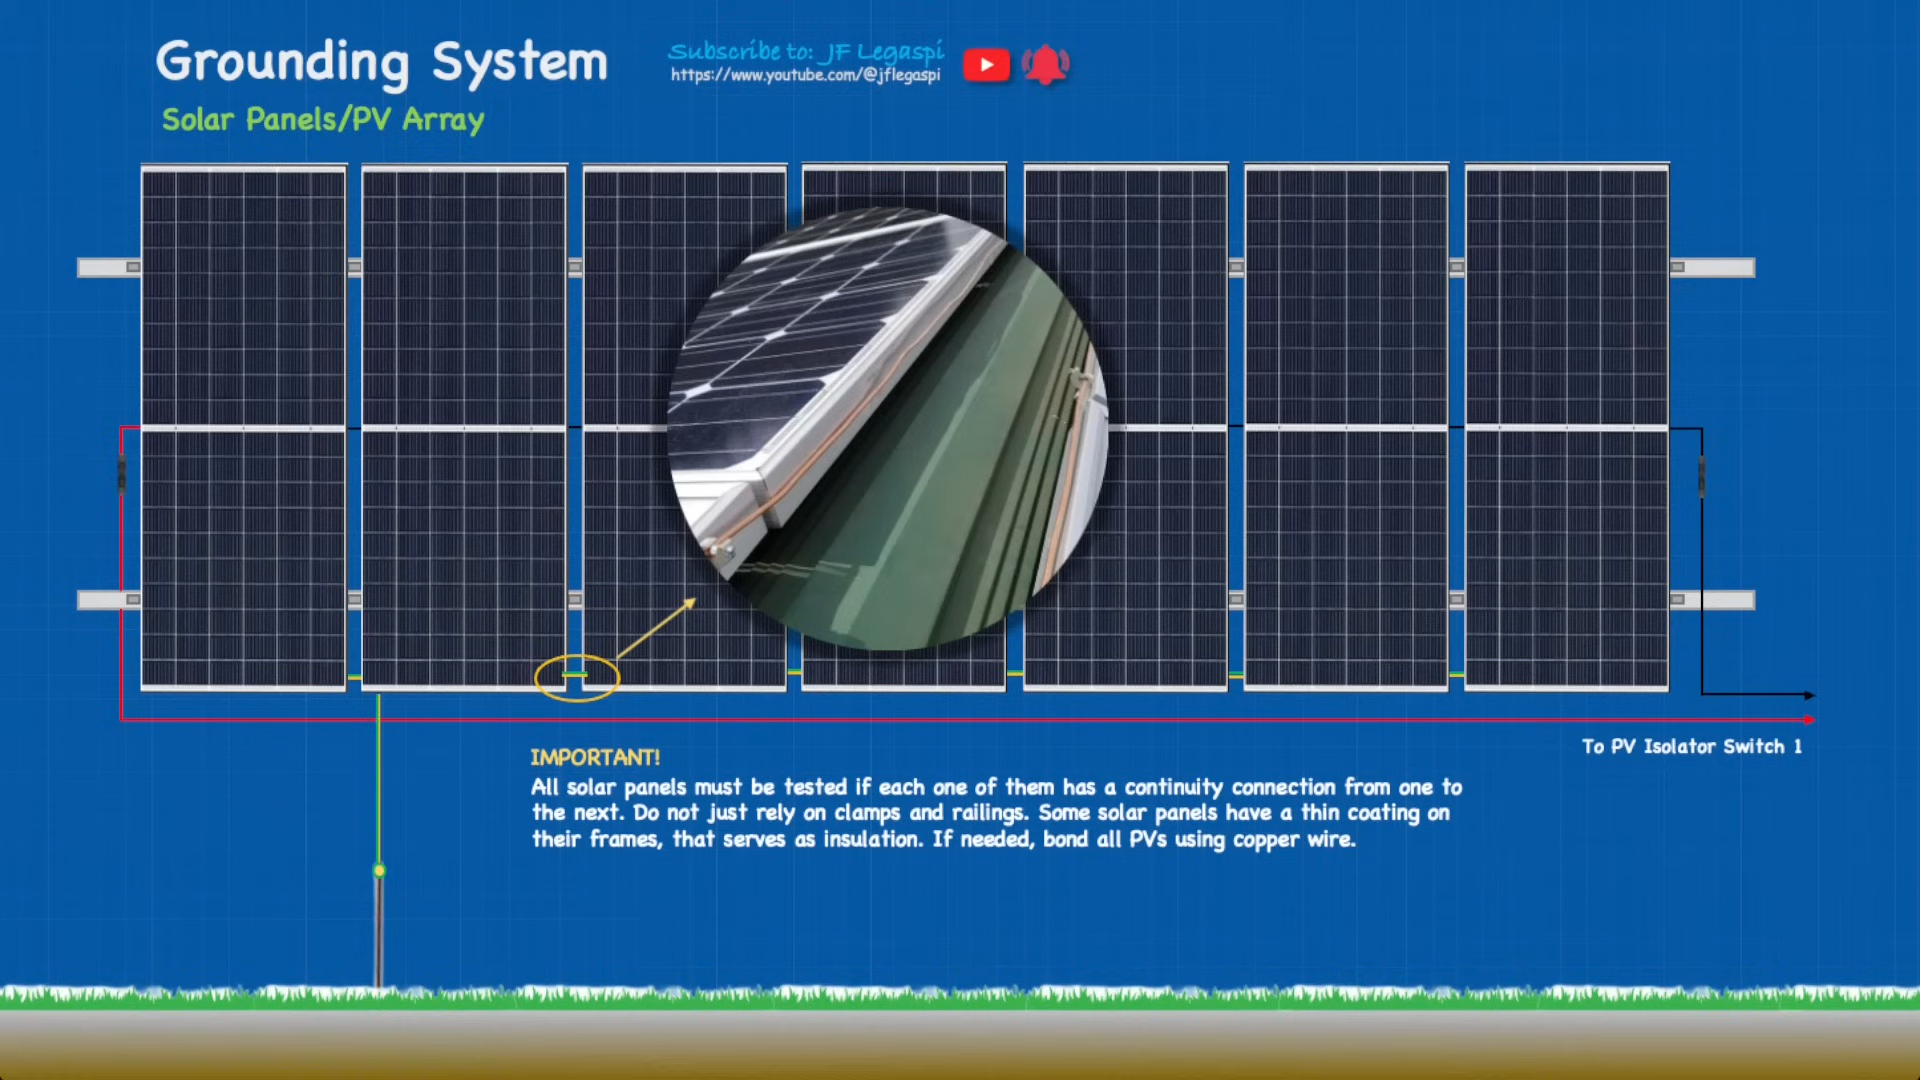 Grounding System
Subscribe to: JF Legaspi
https://www.youtube.com/@jflegaspi
Solar Panels/PV Array
To PV Isolator Switch 1
IMPORTANT!
All solar panels must be tested if each one of them has a continuity connection from one to
the next. Do not just rely on clamps and railings. Some solar panels have a thin coating on
their frames, that serves as insulation. If needed, bond all PVs using copper wire.